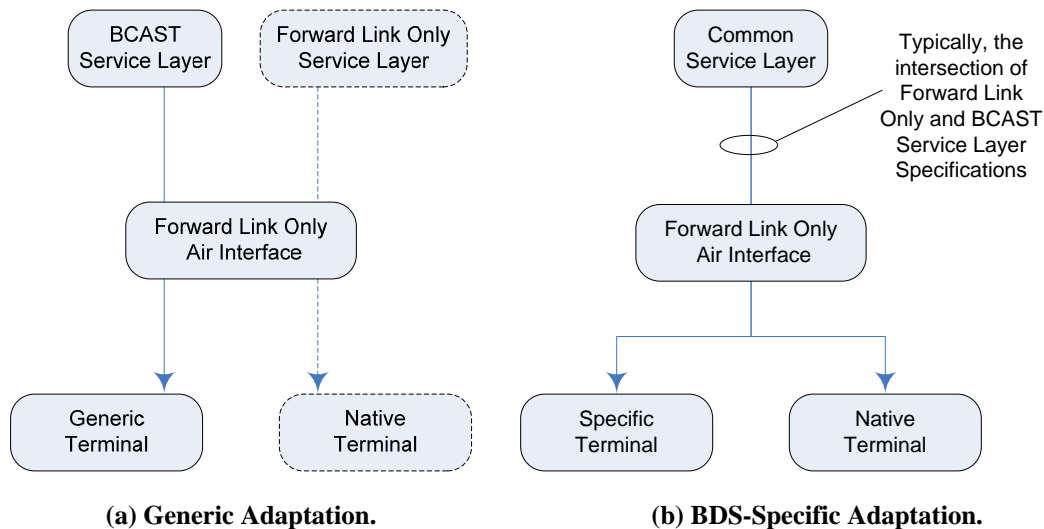 BCAST
Service Layer
Forward Link Only
Service Layer
Forward Link Only
Air Interface
Generic
Terminal
Native
Terminal
(a) Generic Adaptation.
Common
Service Layer
Typically, the
intersection of
Forward Link
Only and BCAST
Service Layer
Specifications
Forward Link Only
Air Interface
Specific
Terminal
Native
Terminal
(b) BDS-Specific Adaptation.